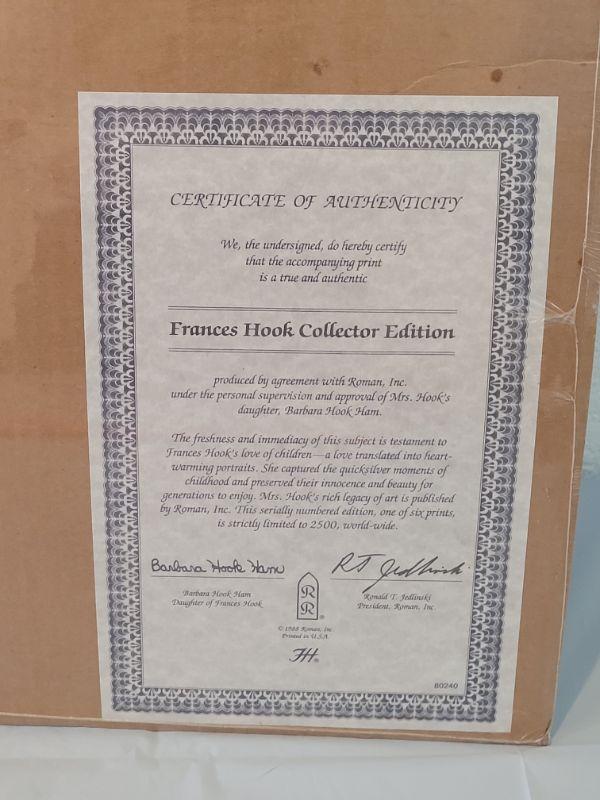 CERTIFICATE OF AUTHENTICITY
We, the undersigned, do hereby certify
that the accompanying print
is a true and authentic
Frances Hook Collector Edition
produced by agreement with Roman, Inc.
under the personal supervision and approval of Mrs. Hook's
daughter, Barbara Hook Ham.
The freshness and immediacy of this subject is testament to
Frances Hook's love of children—a love translated into heart-
warming portraits. She captured the quicksilver moments of
childhood and preserved their innocence and beauty for
generations to enjoy. Mrs. Hook's rich legacy of art is published
by Roman, Inc. This serially numbered edition, one of six prints,
is strictly limited to 2500, world-wide.
Barbara Hook Ham
Barbara Hook Ham
Daughter of Frances Hook
RR®
© 1988 Roman, Inc.
Printed in U.S.A.
FH®
RT Jedlinski
Ronald T. Jedlinski
President, Roman, Inc.
80240